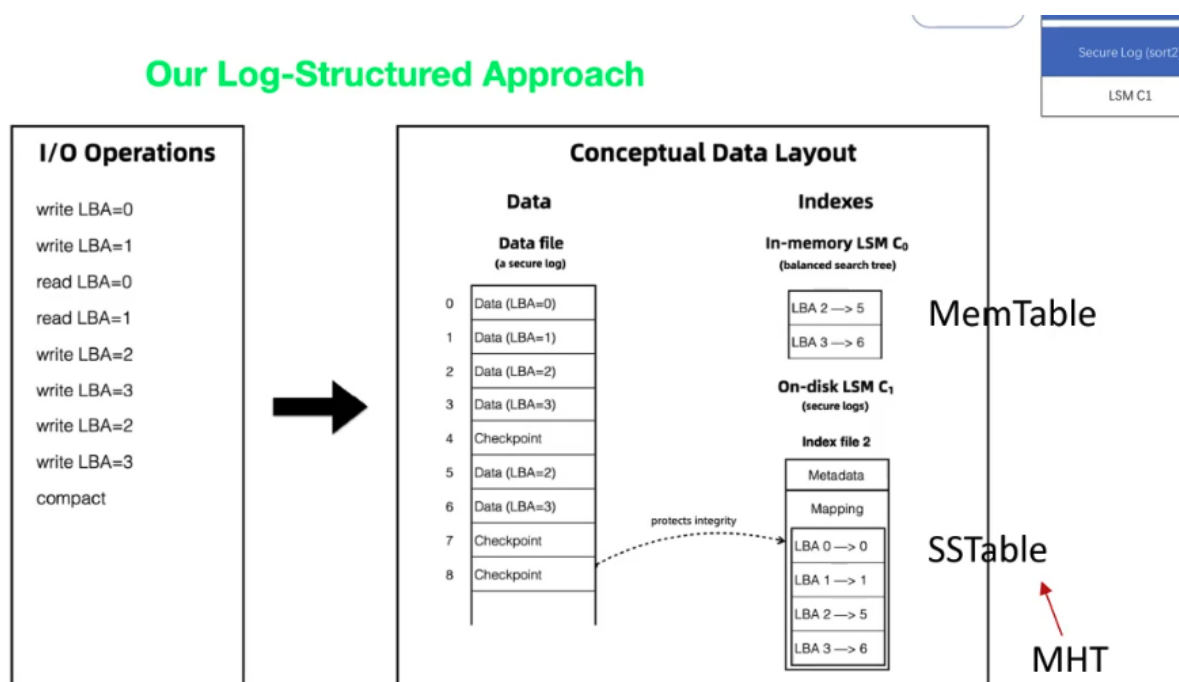 Secure Log (sort2
LSM C1
Our Log-Structured Approach
I/O Operations
write LBA=0
write LBA=1
read LBA=0
read LBA=1
write LBA=2
write LBA=3
write LBA=2
write LBA=3
compact
Conceptual Data Layout
Data
Data file
(a secure log)
0 Data (LBA=0)
1 Data (LBA=1)
2 Data (LBA=2)
3 Data (LBA=3)
4 Checkpoint
5 Data (LBA=2)
6 Data (LBA=3)
7 Checkpoint
8 Checkpoint
protects integrity
Indexes
In-memory LSM C₀
(balanced search tree)
LBA 2 —> 5
LBA 3 —> 6
MemTable
On-disk LSM C₁
(secure logs)
Index file 2
Metadata
Mapping
LBA 0 —> 0
LBA 1 —> 1
LBA 2 —> 5
LBA 3 —> 6
SSTable
MHT